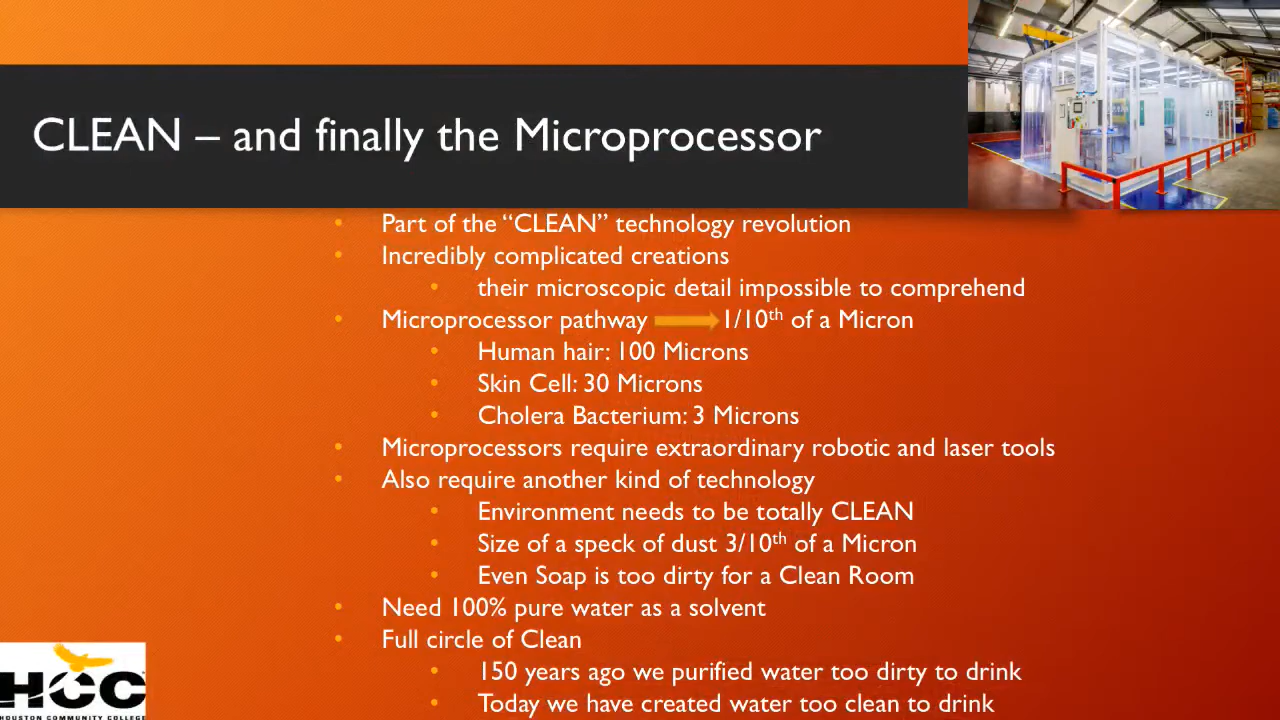 CLEAN – and finally the Microprocessor
• Part of the “CLEAN” technology revolution
• Incredibly complicated creations
• their microscopic detail impossible to comprehend
• Microprocessor pathway 1/10th of a Micron
• Human hair: 100 Microns
• Skin Cell: 30 Microns
• Cholera Bacterium: 3 Microns
• Microprocessors require extraordinary robotic and laser tools
• Also require another kind of technology
• Environment needs to be totally CLEAN
• Size of a speck of dust 3/10th of a Micron
• Even Soap is too dirty for a Clean Room
• Need 100% pure water as a solvent
• Full circle of Clean
• 150 years ago we purified water too dirty to drink
• Today we have created water too clean to drink
HCC
HOUSTON COMMUNITY COLLEGE